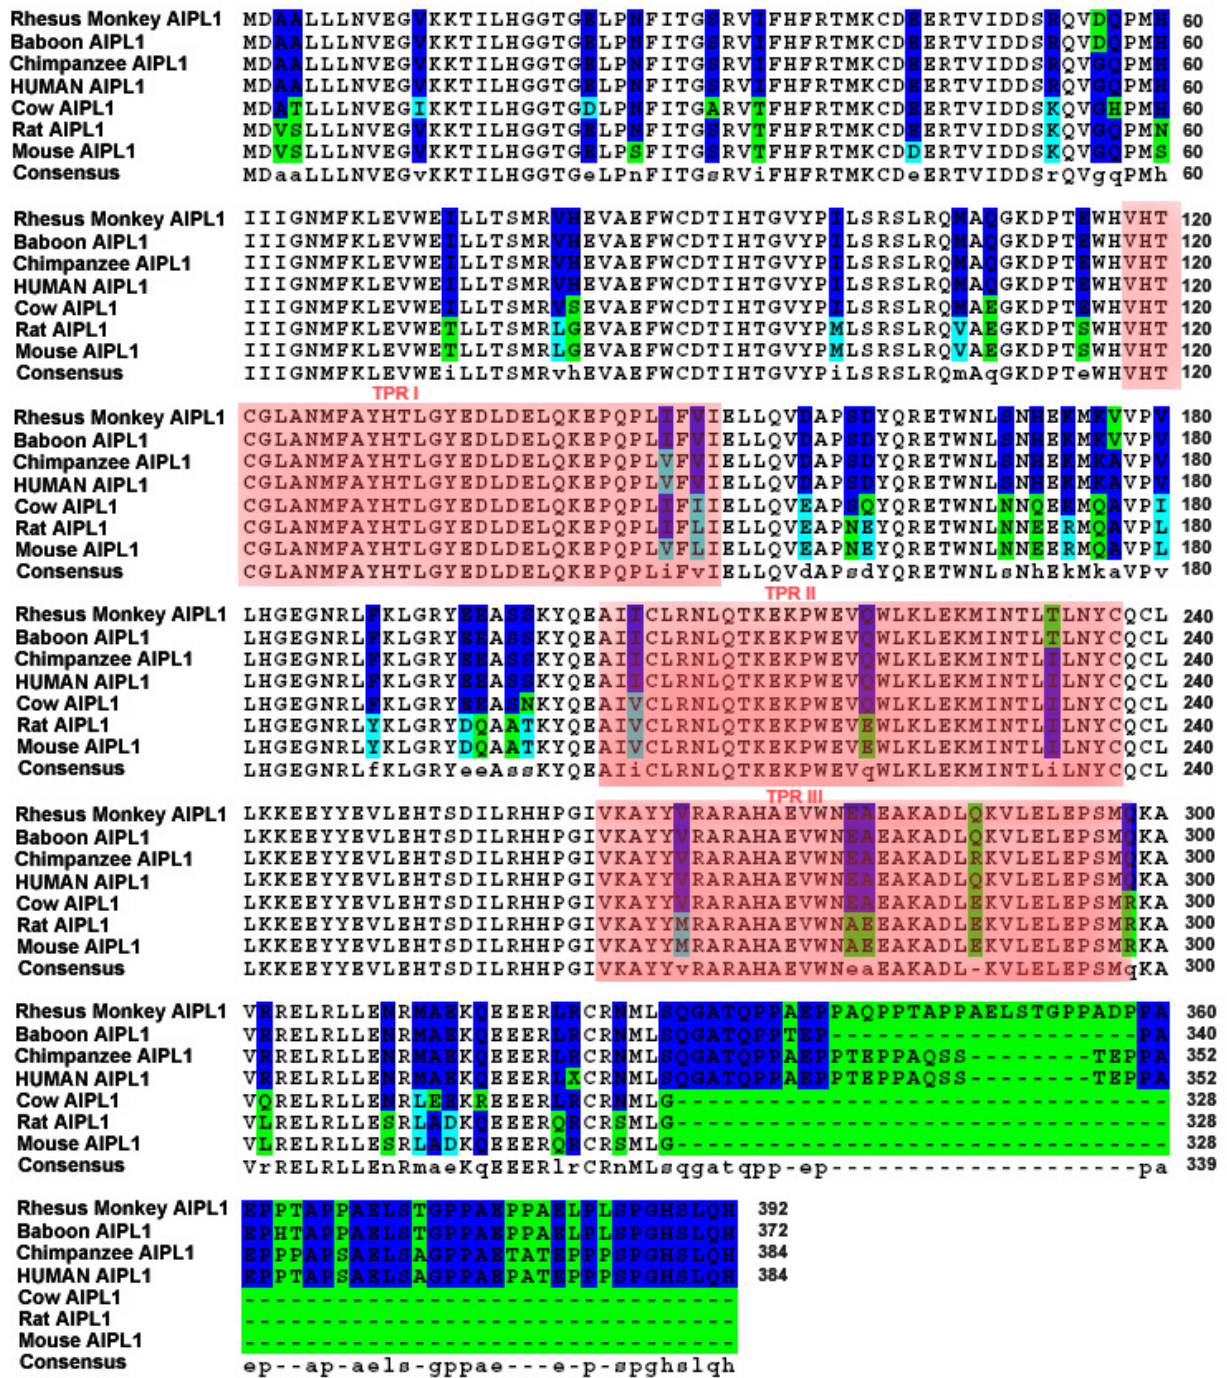 Rhesus Monkey AIPL1 MDAALLLNVEGVKKTILHGGTGELPNFITGSRVIFHFRTMKCDEERTVIDDSRQVDQPMH 60
Baboon AIPL1 MDAALLLNVEGVKKTILHGGTGELPNFITGSRVIFHFRTMKCDEERTVIDDSRQVDQPMH 60
Chimpanzee AIPL1 MDAALLLNVEGVKKTILHGGTGELPNFITGSRVIFHFRTMKCDEERTVIDDSRQVGQPMH 60
HUMAN AIPL1 MDAALLLNVEGVKKTILHGGTGELPNFITGSRVIFHFRTMKCDEERTVIDDSRQVGQPMH 60
Cow AIPL1 MDATLLLNVEGIKKTILHGGTGDLPNFITGARVTFHFRTMKCDEERTVIDDSKQVGHPMH 60
Rat AIPL1 MDVSLLLNVEGVKKTILHGGTGELPNFITGSRVTFHFRTMKCDEERTVIDDSKQVGQPMN 60
Mouse AIPL1 MDVSLLLNVEGVKKTILHGGTGELPSFITGSRVTFHFRTMKCDDERTVIDDSKQVGQPMS 60
Consensus MDaaLLLNVEGvKKTILHGGTGeLPnFITGsRViFHFRTMKCDeERTVIDDSrQVgqPMh 60
Rhesus Monkey AIPL1 IIIGNMFKLEVWEILLTSMRVHEVAEFWCDTIHTGVYPILSRSLRQMAQGKDPTEWHVHT 120
Baboon AIPL1 IIIGNMFKLEVWEILLTSMRVHEVAEFWCDTIHTGVYPILSRSLRQMAQGKDPTEWHVHT 120
Chimpanzee AIPL1 IIIGNMFKLEVWEILLTSMRVHEVAEFWCDTIHTGVYPILSRSLRQMAQGKDPTEWHVHT 120
HUMAN AIPL1 IIIGNMFKLEVWEILLTSMRVHEVAEFWCDTIHTGVYPILSRSLRQMAQGKDPTEWHVHT 120
Cow AIPL1 IIIGNMFKLEVWEILLTSMRVSEVAEFWCDTIHTGVYPILSRSLRQMAEGKDPTEWHVHT 120
Rat AIPL1 IIIGNMFKLEVWETLLTSMRLGEVAEFWCDTIHTGVYPMLSRSLRQVAEGKDPTSWHVHT 120
Mouse AIPL1 IIIGNMFKLEVWETLLTSMRLGEVAEFWCDTIHTGVYPMLSRSLRQVAEGKDPTSWHVHT 120
Consensus IIIGNMFKLEVWEiLLTSMRvhEVAEFWCDTIHTGVYPiLSRSLRQmAqGKDPTeWHVHT 120
TPR I
Rhesus Monkey AIPL1 CGLANMFAYHTLGYEDLDELQKEPQPLIFVIELLQVDAPSDYQRETWNLSNHEKMKVVPV 180
Baboon AIPL1 CGLANMFAYHTLGYEDLDELQKEPQPLIFVIELLQVDAPSDYQRETWNLSNHEKMKVVPV 180
Chimpanzee AIPL1 CGLANMFAYHTLGYEDLDELQKEPQPLVFVIELLQVDAPSDYQRETWNLSNHEKMKAVPV 180
HUMAN AIPL1 CGLANMFAYHTLGYEDLDELQKEPQPLVFVIELLQVDAPSDYQRETWNLSNHEKMKAVPV 180
Cow AIPL1 CGLANMFAYHTLGYEDLDELQKEPQPLIFIIELLQVEAPSQYQRETWNLNNQEKMQAVPI 180
Rat AIPL1 CGLANMFAYHTLGYEDLDELQKEPQPLIFLIELLQVEAPNEYQRETWNLNNEERMQAVPL 180
Mouse AIPL1 CGLANMFAYHTLGYEDLDELQKEPQPLVFLIELLQVEAPNEYQRETWNLNNEERMQAVPL 180
Consensus CGLANMFAYHTLGYEDLDELQKEPQPLiFvIELLQVdAPsdYQRETWNLsNhEkMkaVPv 180
TPR II
Rhesus Monkey AIPL1 LHGEGNRLFKLGRYEEASSKYQEAIICLRNLQTKEKPWEVQWLKLEKMINTLTLNYCQCL 240
Baboon AIPL1 LHGEGNRLFKLGRYEEASSKYQEAIICLRNLQTKEKPWEVQWLKLEKMINTLTLNYCQCL 240
Chimpanzee AIPL1 LHGEGNRLFKLGRYEEASSKYQEAIICLRNLQTKEKPWEVQWLKLEKMINTLILNYCQCL 240
HUMAN AIPL1 LHGEGNRLFKLGRYEEASSKYQEAIICLRNLQTKEKPWEVQWLKLEKMINTLILNYCQCL 240
Cow AIPL1 LHGEGNRLFKLGRYEEASNKYQEAIVCLRNLQTKEKPWEVQWLKLEKMINTLILNYCQCL 240
Rat AIPL1 LHGEGNRLYKLGRYDQAATKYQEAIVCLRNLQTKEKPWEVEWLKLEKMINTLILNYCQCL 240
Mouse AIPL1 LHGEGNRLYKLGRYDQAATKYQEAIVCLRNLQTKEKPWEVEWLKLEKMINTLILNYCQCL 240
Consensus LHGEGNRLfKLGRYeeAssKYQEAIiCLRNLQTKEKPWEVqWLKLEKMINTLiLNYCQCL 240
TPR III
Rhesus Monkey AIPL1 LKKEEYYEVLEHTSDILRHHPGIVKAYYVRARAHAEVWNEAEAKADLQKVLELEPSMQKA 300
Baboon AIPL1 LKKEEYYEVLEHTSDILRHHPGIVKAYYVRARAHAEVWNEAEAKADLQKVLELEPSMQKA 300
Chimpanzee AIPL1 LKKEEYYEVLEHTSDILRHHPGIVKAYYVRARAHAEVWNEAEAKADLRKVLELEPSMQKA 300
HUMAN AIPL1 LKKEEYYEVLEHTSDILRHHPGIVKAYYVRARAHAEVWNEAEAKADLQKVLELEPSMQKA 300
Cow AIPL1 LKKEEYYEVLEHTSDILRHHPGIVKAYYVRARAHAEVWNEAEAKADLEKVLELEPSMRKA 300
Rat AIPL1 LKKEEYYEVLEHTSDILRHHPGIVKAYYMRARAHAEVWNAEEAKADLEKVLELEPSMRKA 300
Mouse AIPL1 LKKEEYYEVLEHTSDILRHHPGIVKAYYMRARAHAEVWNAEEAKADLEKVLELEPSMRKA 300
Consensus LKKEEYYEVLEHTSDILRHHPGIVKAYYvRARAHAEVWNeaEAKADL-KVLELEPSMqKA 300
Rhesus Monkey AIPL1 VRRELRLLENRMAEKQEEERLRCRNMLSQGATQPPAEPPAQPPTAPPAELSTGPPADPPA 360
Baboon AIPL1 VRRELRLLENRMAEKQEEERLRCRNMLSQGATQPPTEP--------------------PA 340
Chimpanzee AIPL1 VRRELRLLENRMAEKQEEERLRCRNMLSQGATQPPAEPPTEPPAQSS--------TEPPA 352
HUMAN AIPL1 VRRELRLLENRMAEKQEEERLXCRNMLSQGATQPPAEPPTEPPAQSS--------TEPPA 352
Cow AIPL1 VQRELRLLENRLEEKREEERLRCRNMLG-------------------------------- 328
Rat AIPL1 VLRELRLLESRLADKQEEERQRCRSMLG-------------------------------- 328
Mouse AIPL1 VLRELRLLESRLADKQEEERQRCRSMLG-------------------------------- 328
Consensus VrRELRLLEnRmaeKqEEERlrCRnMLsqgatqpp-ep--------------------pa 339
Rhesus Monkey AIPL1 EPPTAPPAELSTGPPAEPPAELPLSPGHSLQH 392
Baboon AIPL1 EPHTAPPAELSTGPPAEPPAELPLSPGHSLQH 372
Chimpanzee AIPL1 EPPPAPSAELSAGPPAETATEPPPSPGHSLQH 384
HUMAN AIPL1 EPPTAPSAELSAGPPAEPATEPPPSPGHSLQH 384
Cow AIPL1 --------------------------------
Rat AIPL1 --------------------------------
Mouse AIPL1 --------------------------------
Consensus ep--ap-aels-gppae---e-p-spghslqh